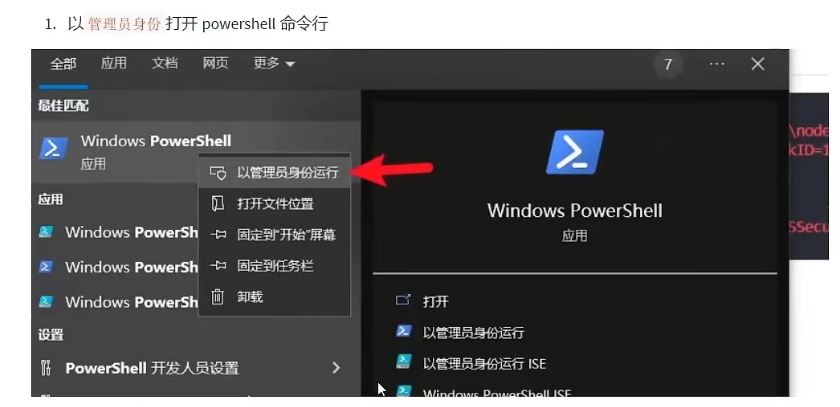 1. 以 管理员身份 打开 powershell 命令行
全部 应用 文档 网页 更多 7 ···
最佳匹配
Windows PowerShell
应用
以管理员身份运行
打开文件位置
固定到"开始"屏幕
固定到任务栏
卸载
应用
Windows PowerSh
Windows PowerSh
Windows PowerSh
设置
PowerShell 开发人员设置
Windows PowerShell
应用
打开
以管理员身份运行
以管理员身份运行 ISE
Windows PowerShell ISE
\node
kID=1
SSecu